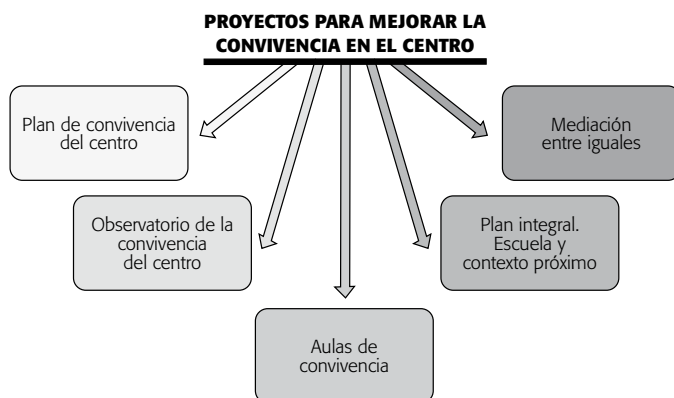 PROYECTOS PARA MEJORAR LA
CONVIVENCIA EN EL CENTRO
Plan de convivencia
del centro
Mediación
entre iguales
Observatorio de la
convivencia
del centro
Plan integral.
Escuela y
contexto próximo
Aulas de
convivencia